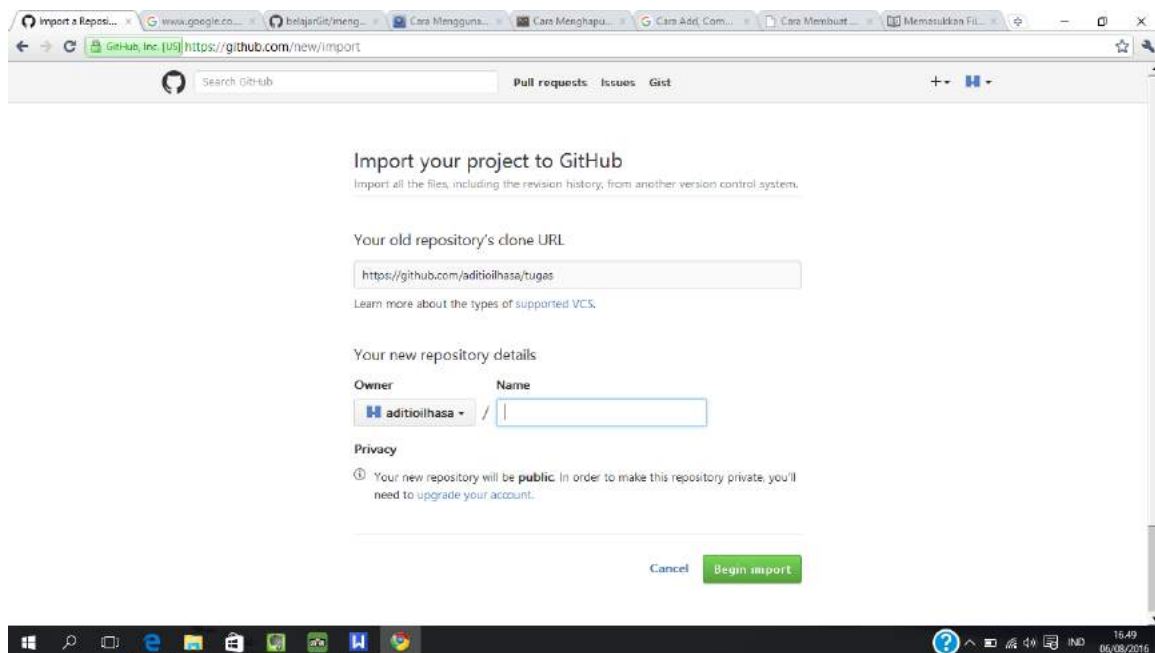 Import a Reposi...
www.google.co...
belajarGit/meng...
Cara Mengguna...
Cara Menghapu...
Cara Add, Com...
Cara Membuat ...
Memasukkan Fil...
GitHub, Inc. [US] https://github.com/new/import
Search GitHub
Pull requests Issues Gist
Import your project to GitHub
Import all the files, including the revision history, from another version control system.
Your old repository's clone URL
https://github.com/aditioilhasa/tugas
Learn more about the types of supported VCS.
Your new repository details
Owner Name
aditioilhasa /
Privacy
Your new repository will be public. In order to make this repository private, you'll
need to upgrade your account.
Cancel Begin import
IND
16.49
06/08/2016